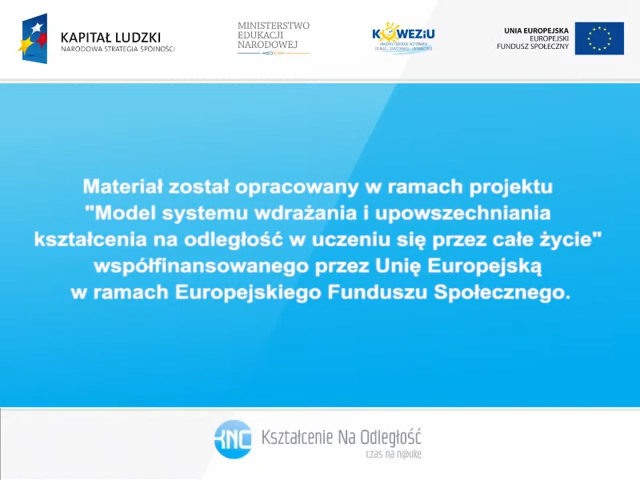 KAPITAŁ LUDZKI
NARODOWA STRATEGIA SPÓJNOŚCI
MINISTERSTWO
EDUKACJI
NARODOWEJ
KOWEZiU
UNIA EUROPEJSKA
EUROPEJSKI
FUNDUSZ SPOŁECZNY
Materiał został opracowany w ramach projektu
"Model systemu wdrażania i upowszechniania
kształcenia na odległość w uczeniu się przez całe życie"
współfinansowanego przez Unię Europejską
w ramach Europejskiego Funduszu Społecznego.
KNO Kształcenie Na Odległość
czas na n@ukę